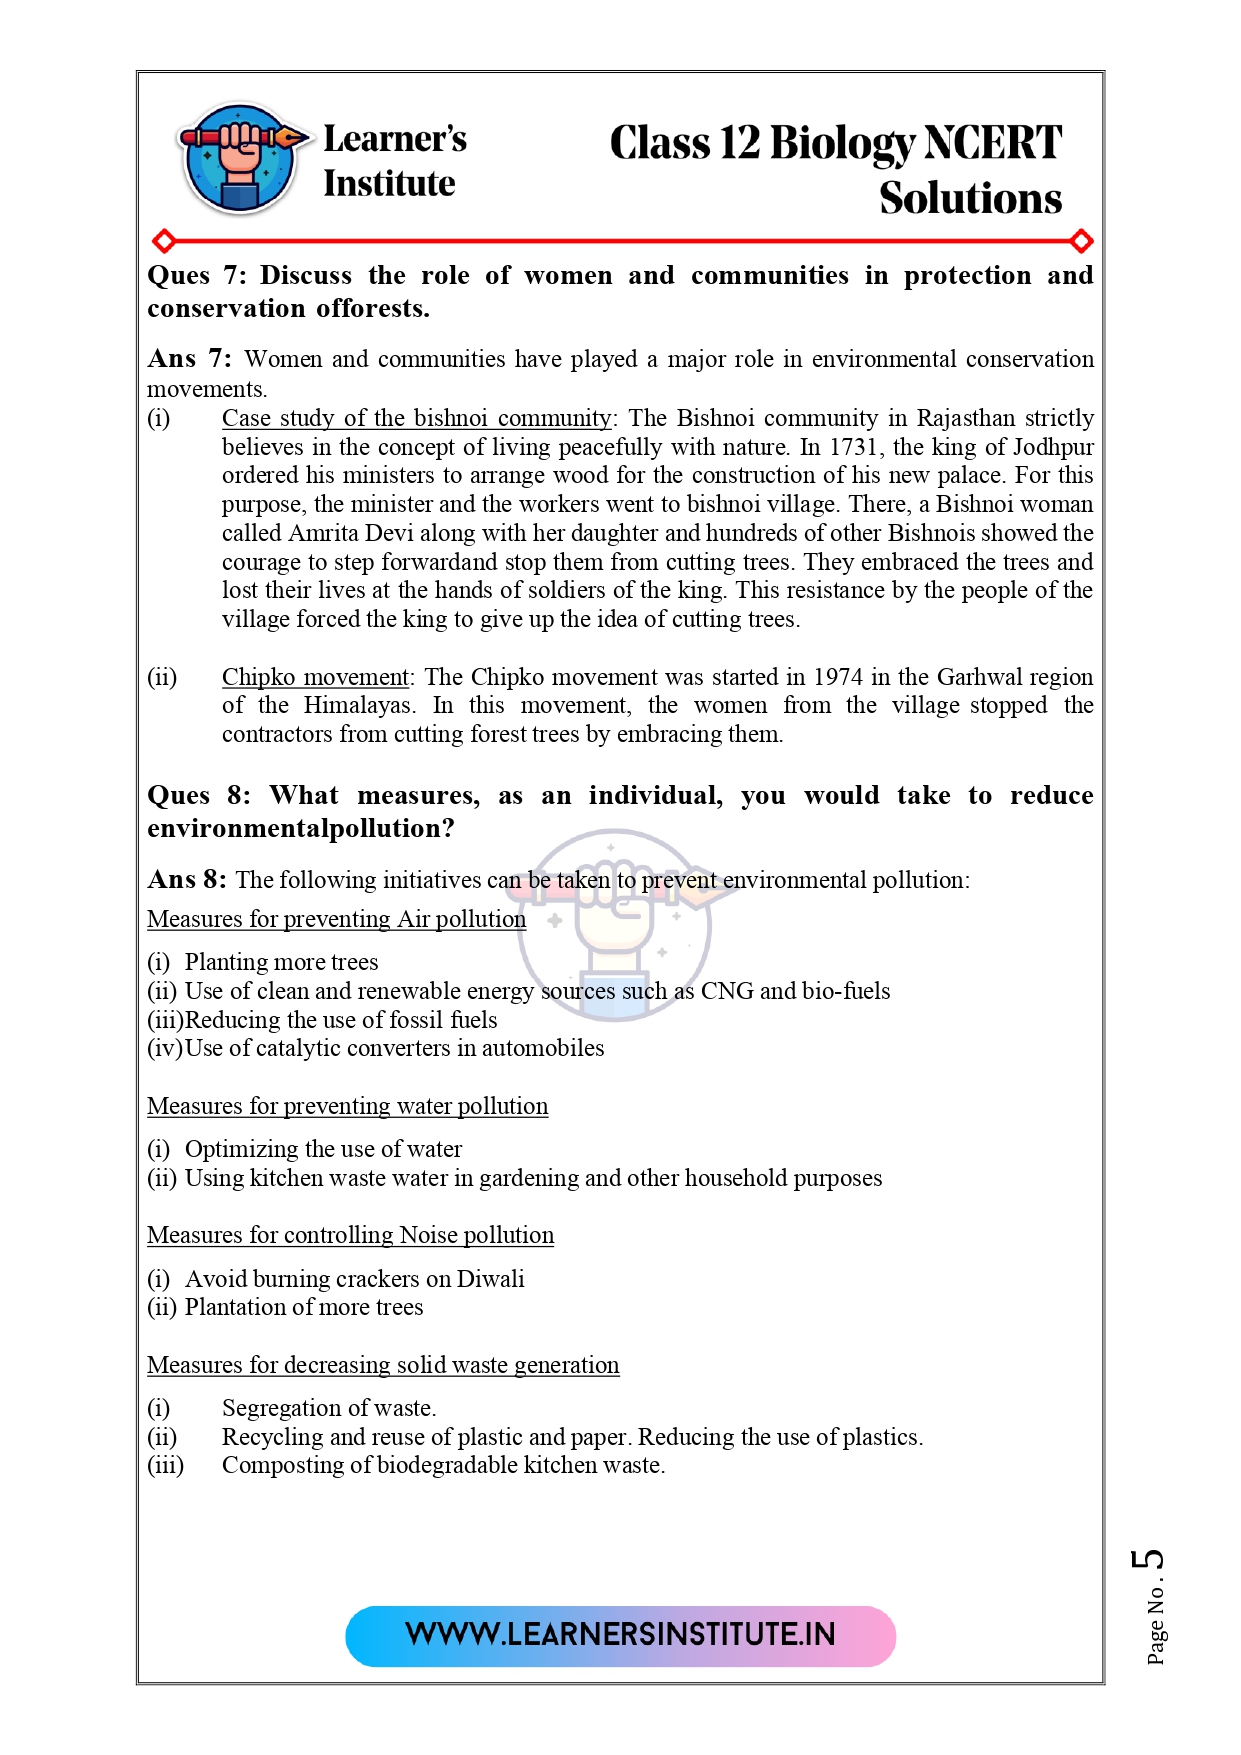 Learner's
Institute
Class 12 Biology NCERT
Solutions
Ques 7: Discuss the role of women and communities in protection and
conservation offorests.
Ans 7: Women and communities have played a major role in environmental conservation
movements.
(i) Case study of the bishnoi community: The Bishnoi community in Rajasthan strictly
believes in the concept of living peacefully with nature. In 1731, the king of Jodhpur
ordered his ministers to arrange wood for the construction of his new palace. For this
purpose, the minister and the workers went to bishnoi village. There, a Bishnoi woman
called Amrita Devi along with her daughter and hundreds of other Bishnois showed the
courage to step forwardand stop them from cutting trees. They embraced the trees and
lost their lives at the hands of soldiers of the king. This resistance by the people of the
village forced the king to give up the idea of cutting trees.
(ii) Chipko movement: The Chipko movement was started in 1974 in the Garhwal region
of the Himalayas. In this movement, the women from the village stopped the
contractors from cutting forest trees by embracing them.
Ques 8: What measures, as an individual, you would take to reduce
environmentalpollution?
Ans 8: The following initiatives can be taken to prevent environmental pollution:
Measures for preventing Air pollution
(i) Planting more trees
(ii) Use of clean and renewable energy sources such as CNG and bio-fuels
(iii)Reducing the use of fossil fuels
(iv)Use of catalytic converters in automobiles
Measures for preventing water pollution
(i) Optimizing the use of water
(ii) Using kitchen waste water in gardening and other household purposes
Measures for controlling Noise pollution
(i) Avoid burning crackers on Diwali
(ii) Plantation of more trees
Measures for decreasing solid waste generation
(i) Segregation of waste.
(ii) Recycling and reuse of plastic and paper. Reducing the use of plastics.
(iii) Composting of biodegradable kitchen waste.
Page No. 5
WWW.LEARNERSINSTITUTE.IN